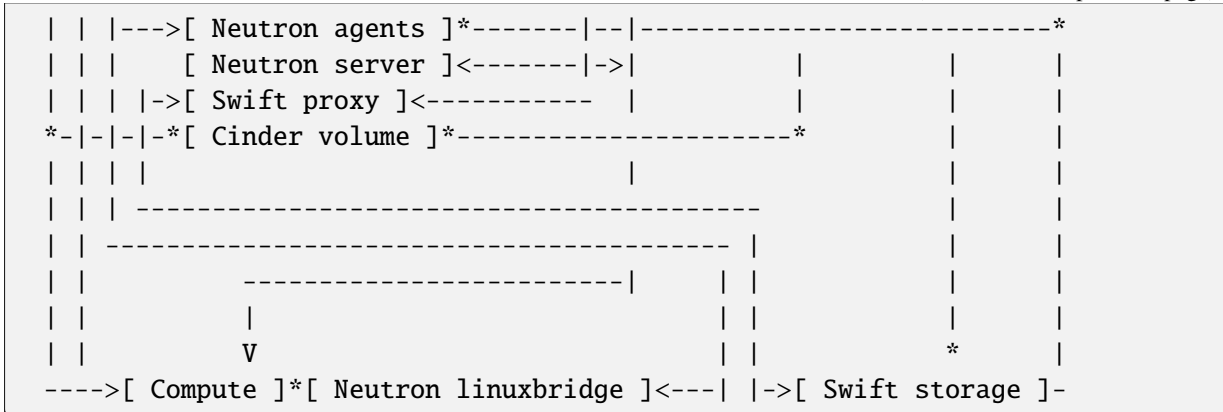 | | |--->[ Neutron agents ]*-------|--|---------------------------*
| | |    [ Neutron server ]<-------|->|          |         |      |
| | | |->[ Swift proxy ]<-----------  |          |         |      |
*-|-|-|-*[ Cinder volume ]*----------------------*         |      |
| | | |                               |                    |      |
| | | -----------------------------------------            |      |
| | ----------------------------------------- |            |      |
| |          -------------------------|     | |            |      |
| |          |                              | |            |      |
| |          V                              | |            *      |
---->[ Compute ]*[ Neutron linuxbridge ]<---| |->[ Swift storage ]-